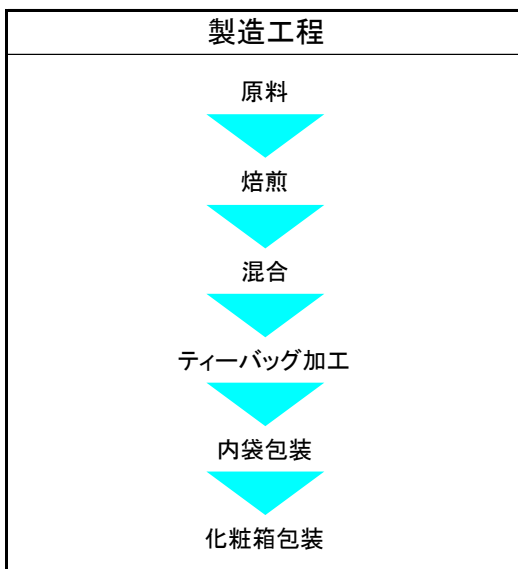 製造工程
原料
焙煎
混合
ティーバッグ加工
内袋包装
化粧箱包装